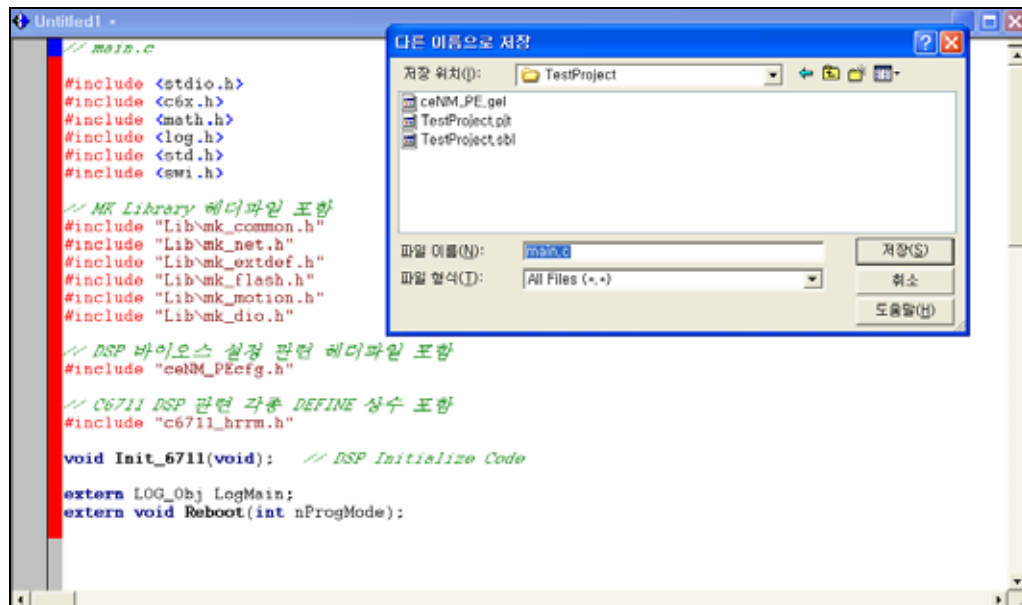 Untitled1 *
// main.c
#include <stdio.h>
#include <c6x.h>
#include <math.h>
#include <log.h>
#include <std.h>
#include <swi.h>
// MK Library 헤더파일 포함
#include "Lib\mk_common.h"
#include "Lib\mk_net.h"
#include "Lib\mk_extdef.h"
#include "Lib\mk_flash.h"
#include "Lib\mk_motion.h"
#include "Lib\mk_dio.h"
// DSP 바이오스 설정 관련 헤더파일 포함
#include "ceNM_PEcfg.h"
// C6711 DSP 관련 각종 DEFINE 상수 포함
#include "c6711_hrrm.h"
void Init_6711(void);   // DSP Initialize Code
extern LOG_Obj LogMain;
extern void Reboot(int nProgMode);
다른 이름으로 저장
저장 위치(I): TestProject
ceNM_PE.gel
TestProject.pjt
TestProject.sbl
파일 이름(N): main.c 저장(S)
파일 형식(T): All Files (*.*) 취소
도움말(H)